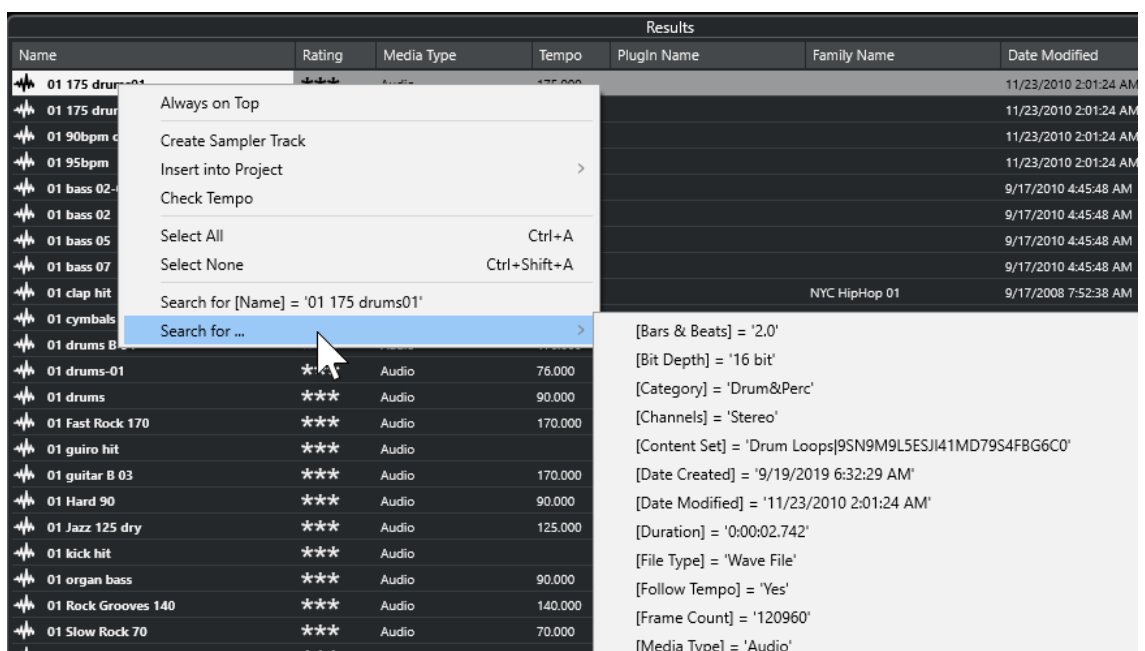 Results
Name Rating Media Type Tempo PlugIn Name Family Name Date Modified
01 175 drums01 *** Audio 175.000 11/23/2010 2:01:24 AM
01 175 drur 11/23/2010 2:01:24 AM
01 90bpm 11/23/2010 2:01:24 AM
01 95bpm 11/23/2010 2:01:24 AM
01 bass 02- 9/17/2010 4:45:48 AM
01 bass 02 9/17/2010 4:45:48 AM
01 bass 05 9/17/2010 4:45:48 AM
01 bass 07 9/17/2010 4:45:48 AM
01 clap hit NYC HipHop 01 9/17/2008 7:52:38 AM
01 cymbals
01 drums B
01 drums-01 *** Audio 76.000
01 drums *** Audio 90.000
01 Fast Rock 170 *** Audio 170.000
01 guiro hit *** Audio
01 guitar B 03 *** Audio 170.000
01 Hard 90 *** Audio 90.000
01 Jazz 125 dry *** Audio 125.000
01 kick hit *** Audio
01 organ bass *** Audio 90.000
01 Rock Grooves 140 *** Audio 140.000
01 Slow Rock 70 *** Audio 70.000
Always on Top
Create Sampler Track
Insert into Project >
Check Tempo
Select All Ctrl+A
Select None Ctrl+Shift+A
Search for [Name] = '01 175 drums01'
Search for ... >
[Bars & Beats] = '2.0'
[Bit Depth] = '16 bit'
[Category] = 'Drum&Perc'
[Channels] = 'Stereo'
[Content Set] = 'Drum Loops|9SN9M9L5ESJI41MD79S4FBG6C0'
[Date Created] = '9/19/2019 6:32:29 AM'
[Date Modified] = '11/23/2010 2:01:24 AM'
[Duration] = '0:00:02.742'
[File Type] = 'Wave File'
[Follow Tempo] = 'Yes'
[Frame Count] = '120960'
[Media Type] = 'Audio'